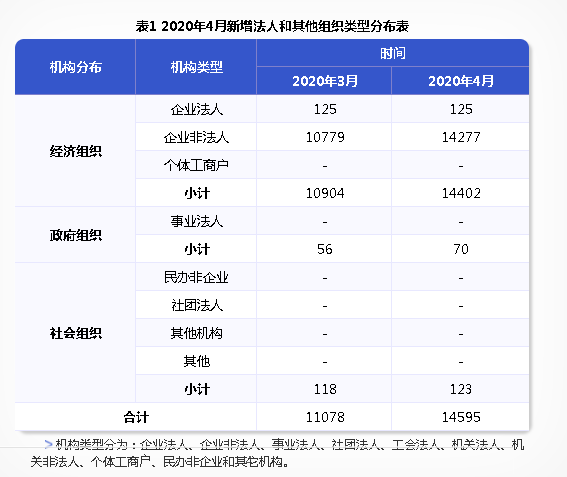 表1 2020年4月新增法人和其他组织类型分布表
机构分布 机构类型 时间
2020年3月 2020年4月
经济组织 企业法人 125 125
企业非法人 10779 14277
个体工商户 - -
小计 10904 14402
政府组织 事业法人 - -
小计 56 70
社会组织 民办非企业 - -
社团法人 - -
其他机构 - -
其他 - -
小计 118 123
合计 11078 14595
> 机构类型分为：企业法人、企业非法人、事业法人、社团法人、工会法人、机关法人、机
关非法人、个体工商户、民办非企业和其它机构。